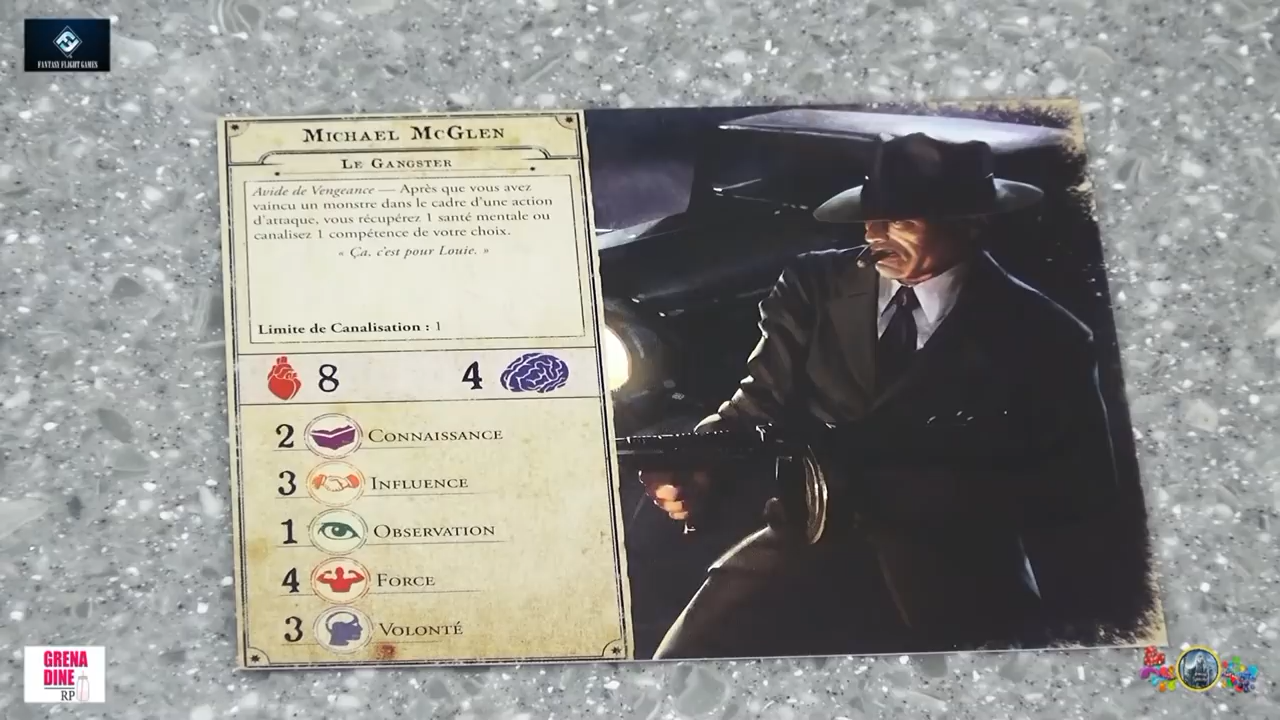 FANTASY FLIGHT GAMES
MICHAEL MCGLEN
LE GANGSTER
Avide de Vengeance — Après que vous avez
vaincu un monstre dans le cadre d'une action
d'attaque, vous récupérez 1 santé mentale ou
canalisez 1 compétence de votre choix.
« Ça, c'est pour Louie. »
Limite de Canalisation : 1
8 4
2 CONNAISSANCE
3 INFLUENCE
1 OBSERVATION
4 FORCE
3 VOLONTÉ
GRENA
DINE
RP